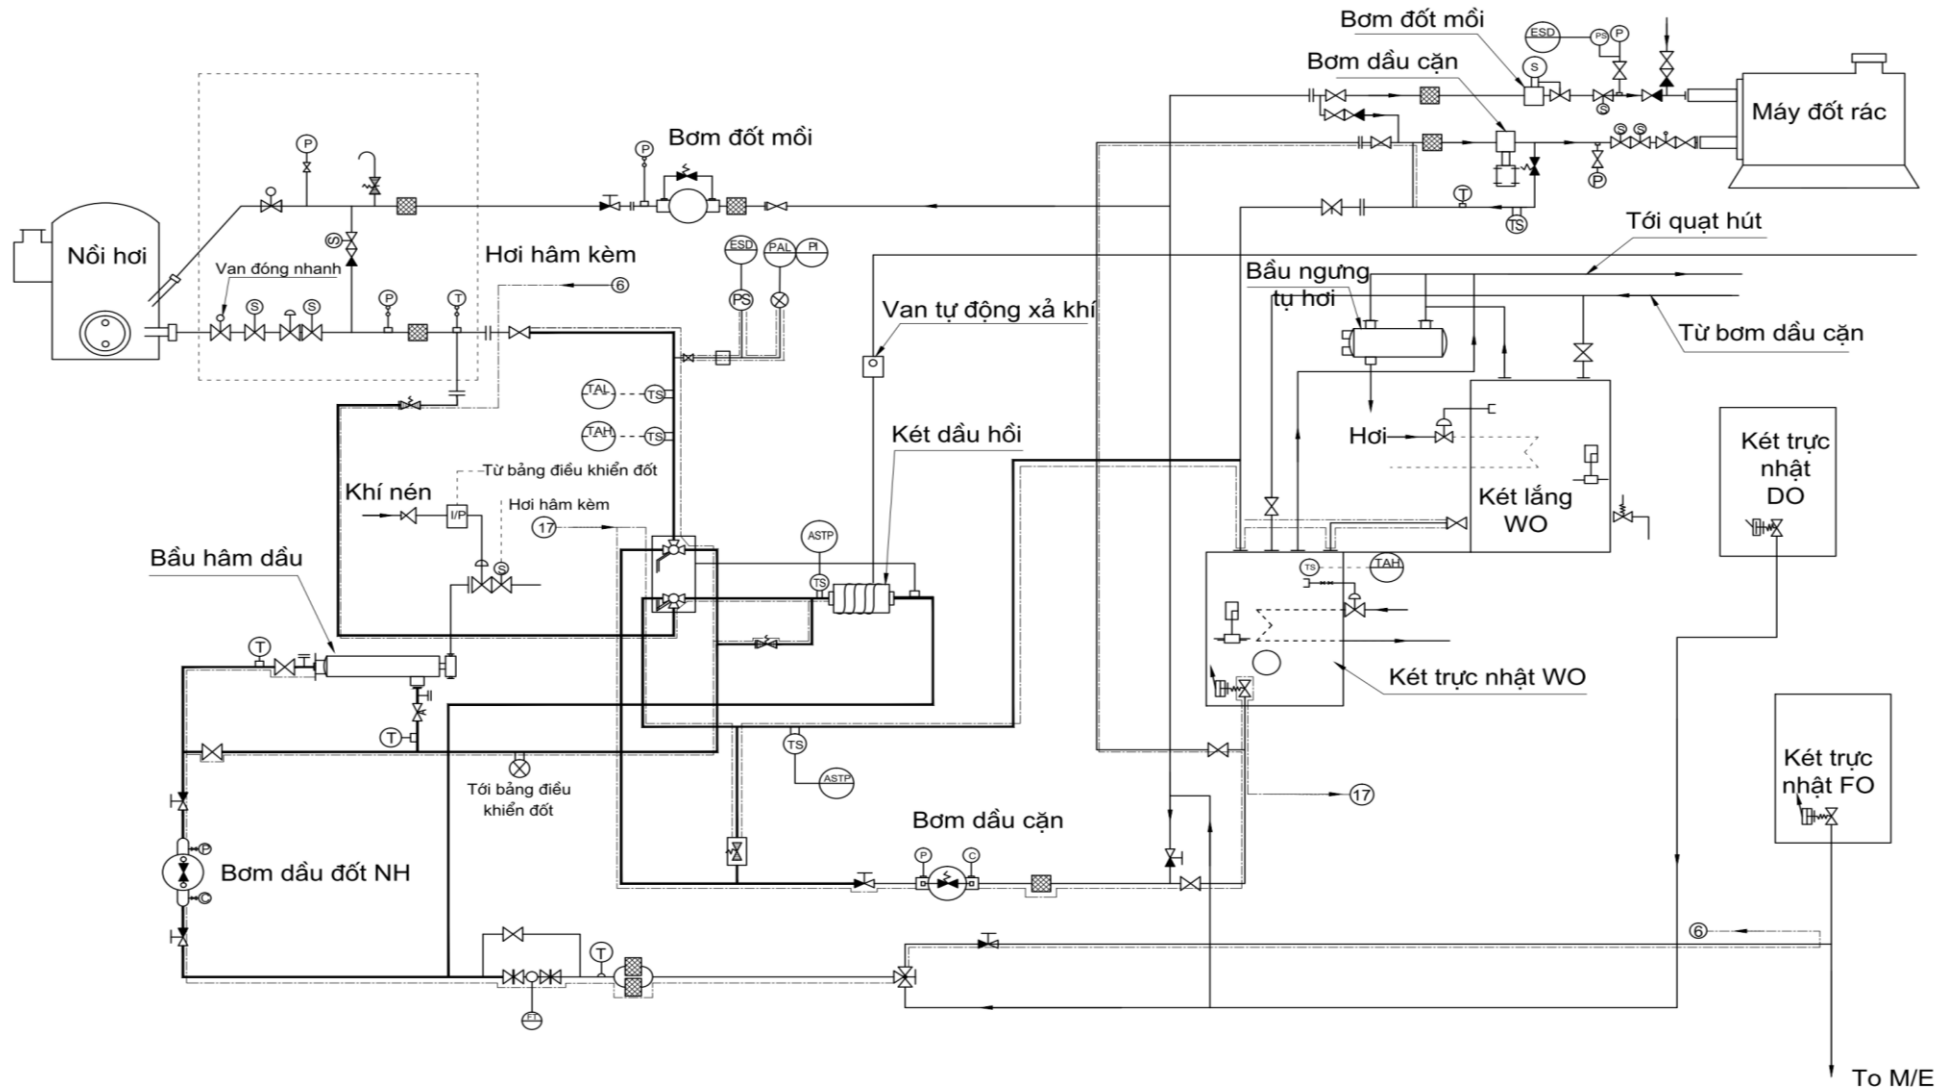 Bơm đốt mồi
ESD
PS
P
S
Bơm dầu cặn
S
Máy đốt rác
S
S
P
T
TS
P
Bơm đốt mồi
P
Nồi hơi
S
Van đóng nhanh
S
S
P
T
Hơi hâm kèm
6
ESD
PAL
PI
PS
Tới quạt hút
Bầu ngưng
tụ hơi
Van tự động xả khí
Từ bơm dầu cặn
TAL
TS
TAH
TS
Két dầu hồi
Hơi
Két lắng
WO
Két trực
nhật
DO
Từ bảng điều khiển đốt
Khí nén
I/P
Hơi hâm kèm
17
ASTP
TS
S
Bầu hâm dầu
TS
TAH
T
Két trực nhật WO
T
TS
ASTP
Tới bảng điều
khiển đốt
17
Két trực
nhật FO
Bơm dầu cặn
P
C
P
Bơm dầu đốt NH
C
6
T
FT
To M/E